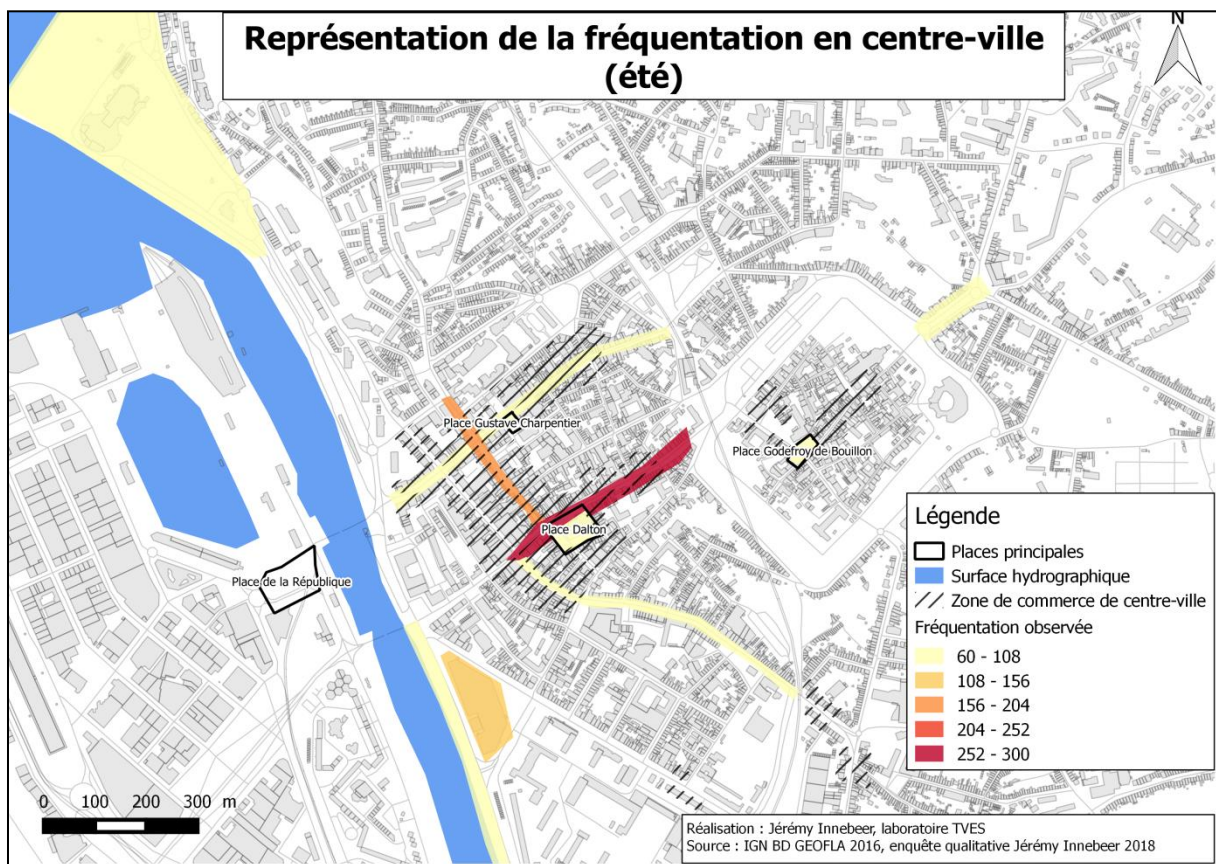 Représentation de la fréquentation en centre-ville
(été)
N
Place Gustave Charpentier
Place Godefroy de Bouillon
Place Dalton
Place de la République
Légende
Places principales
Surface hydrographique
Zone de commerce de centre-ville
Fréquentation observée
60 - 108
108 - 156
156 - 204
204 - 252
252 - 300
0 100 200 300 m
Réalisation : Jérémy Innebeer, laboratoire TVES
Source : IGN BD GEOFLA 2016, enquête qualitative Jérémy Innebeer 2018